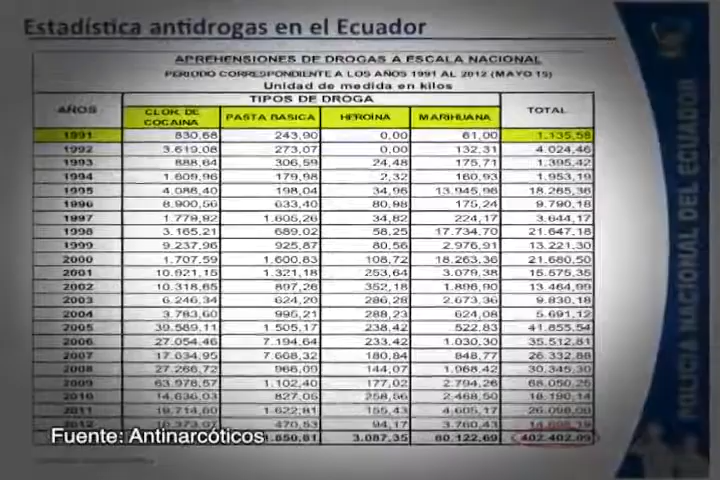 Estadística antidrogas en el Ecuador
APREHENSIONES DE DROGAS A ESCALA NACIONAL
PERIODO CORRESPONDIENTE A LOS AÑOS 1991 AL 2012 (MAYO 15)
Unidad de medida en kilos
AÑOS TIPOS DE DROGA TOTAL
CLOR. DE COCAINA PASTA BASICA HEROINA MARIHUANA
1991 830,68 243,90 0,00 61,00 1.135,58
1992 3.619,08 273,07 0,00 132,31 4.024,46
1993 888,64 306,59 24,48 175,71 1.395,42
1994 1.609,96 179,98 2,32 160,93 1.953,19
1995 4.086,40 198,04 34,96 13.945,96 18.265,36
1996 8.900,56 633,40 80,98 175,24 9.790,18
1997 1.779,92 1.605,26 34,82 224,17 3.644,17
1998 3.165,21 689,02 58,25 17.734,70 21.647,18
1999 9.237,96 925,87 80,56 2.976,91 13.221,30
2000 1.707,59 1.600,83 108,72 18.263,36 21.680,50
2001 10.921,15 1.321,18 253,64 3.079,38 15.575,35
2002 10.318,65 897,26 352,18 1.896,90 13.464,99
2003 6.246,34 624,20 286,28 2.673,36 9.830,18
2004 3.783,60 995,21 288,23 624,08 5.691,12
2005 39.589,11 1.505,17 238,42 522,83 41.855,54
2006 27.054,46 7.194,64 233,42 1.030,30 35.512,81
2007 17.634,95 7.668,32 180,84 848,77 26.332,88
2008 27.266,72 966,09 144,07 1.968,42 30.345,30
2009 63.976,57 1.102,40 177,02 2.794,26 68.050,25
2010 14.636,03 827,05 258,56 2.468,50 18.190,14
2011 19.714,60 1.622,81 155,43 4.605,17 26.098,00
2012 10.373,07 470,53 94,17 3.760,43
3.087,35 80.122,69 402.402,09
Fuente: Antinarcóticos
POLICIA NACIONAL DEL ECUADOR